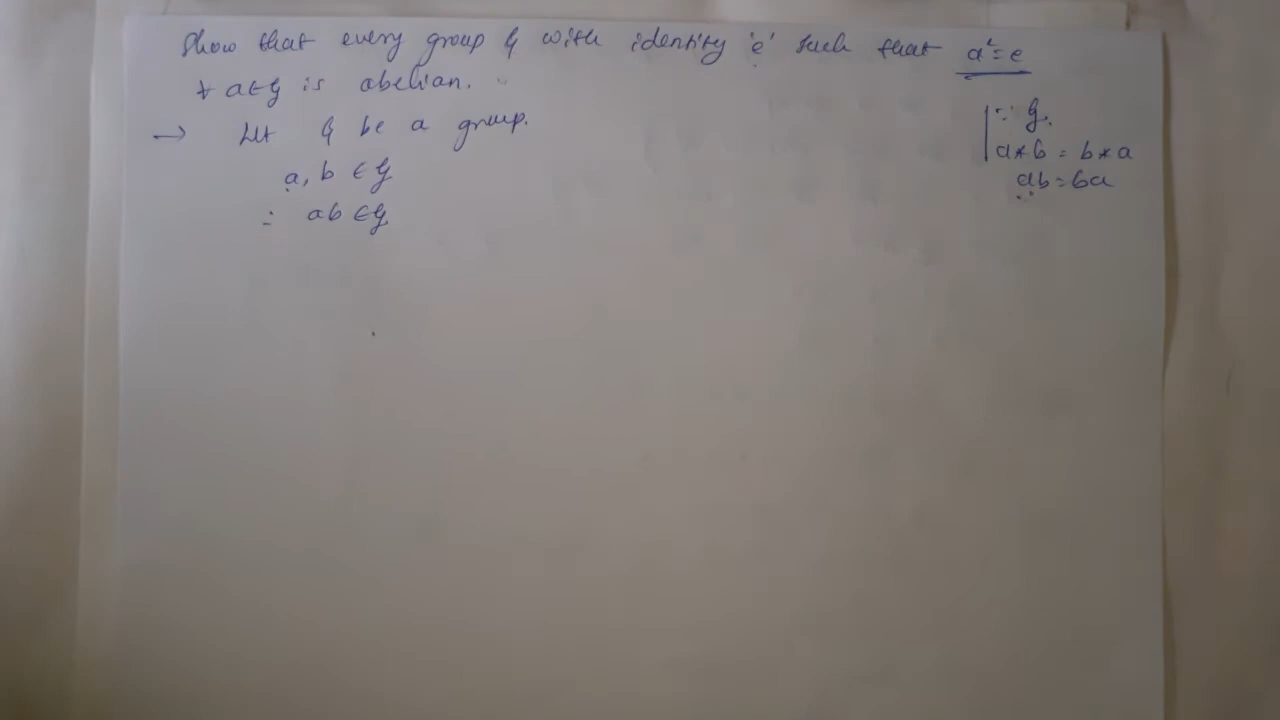 Show that every group G with identity 'e' such that a² = e
∀ a ∈ G is abelian.
→ Let G be a group.
a, b ∈ G
∴ ab ∈ G
∵ G.
a * b = b * a
ab = ba